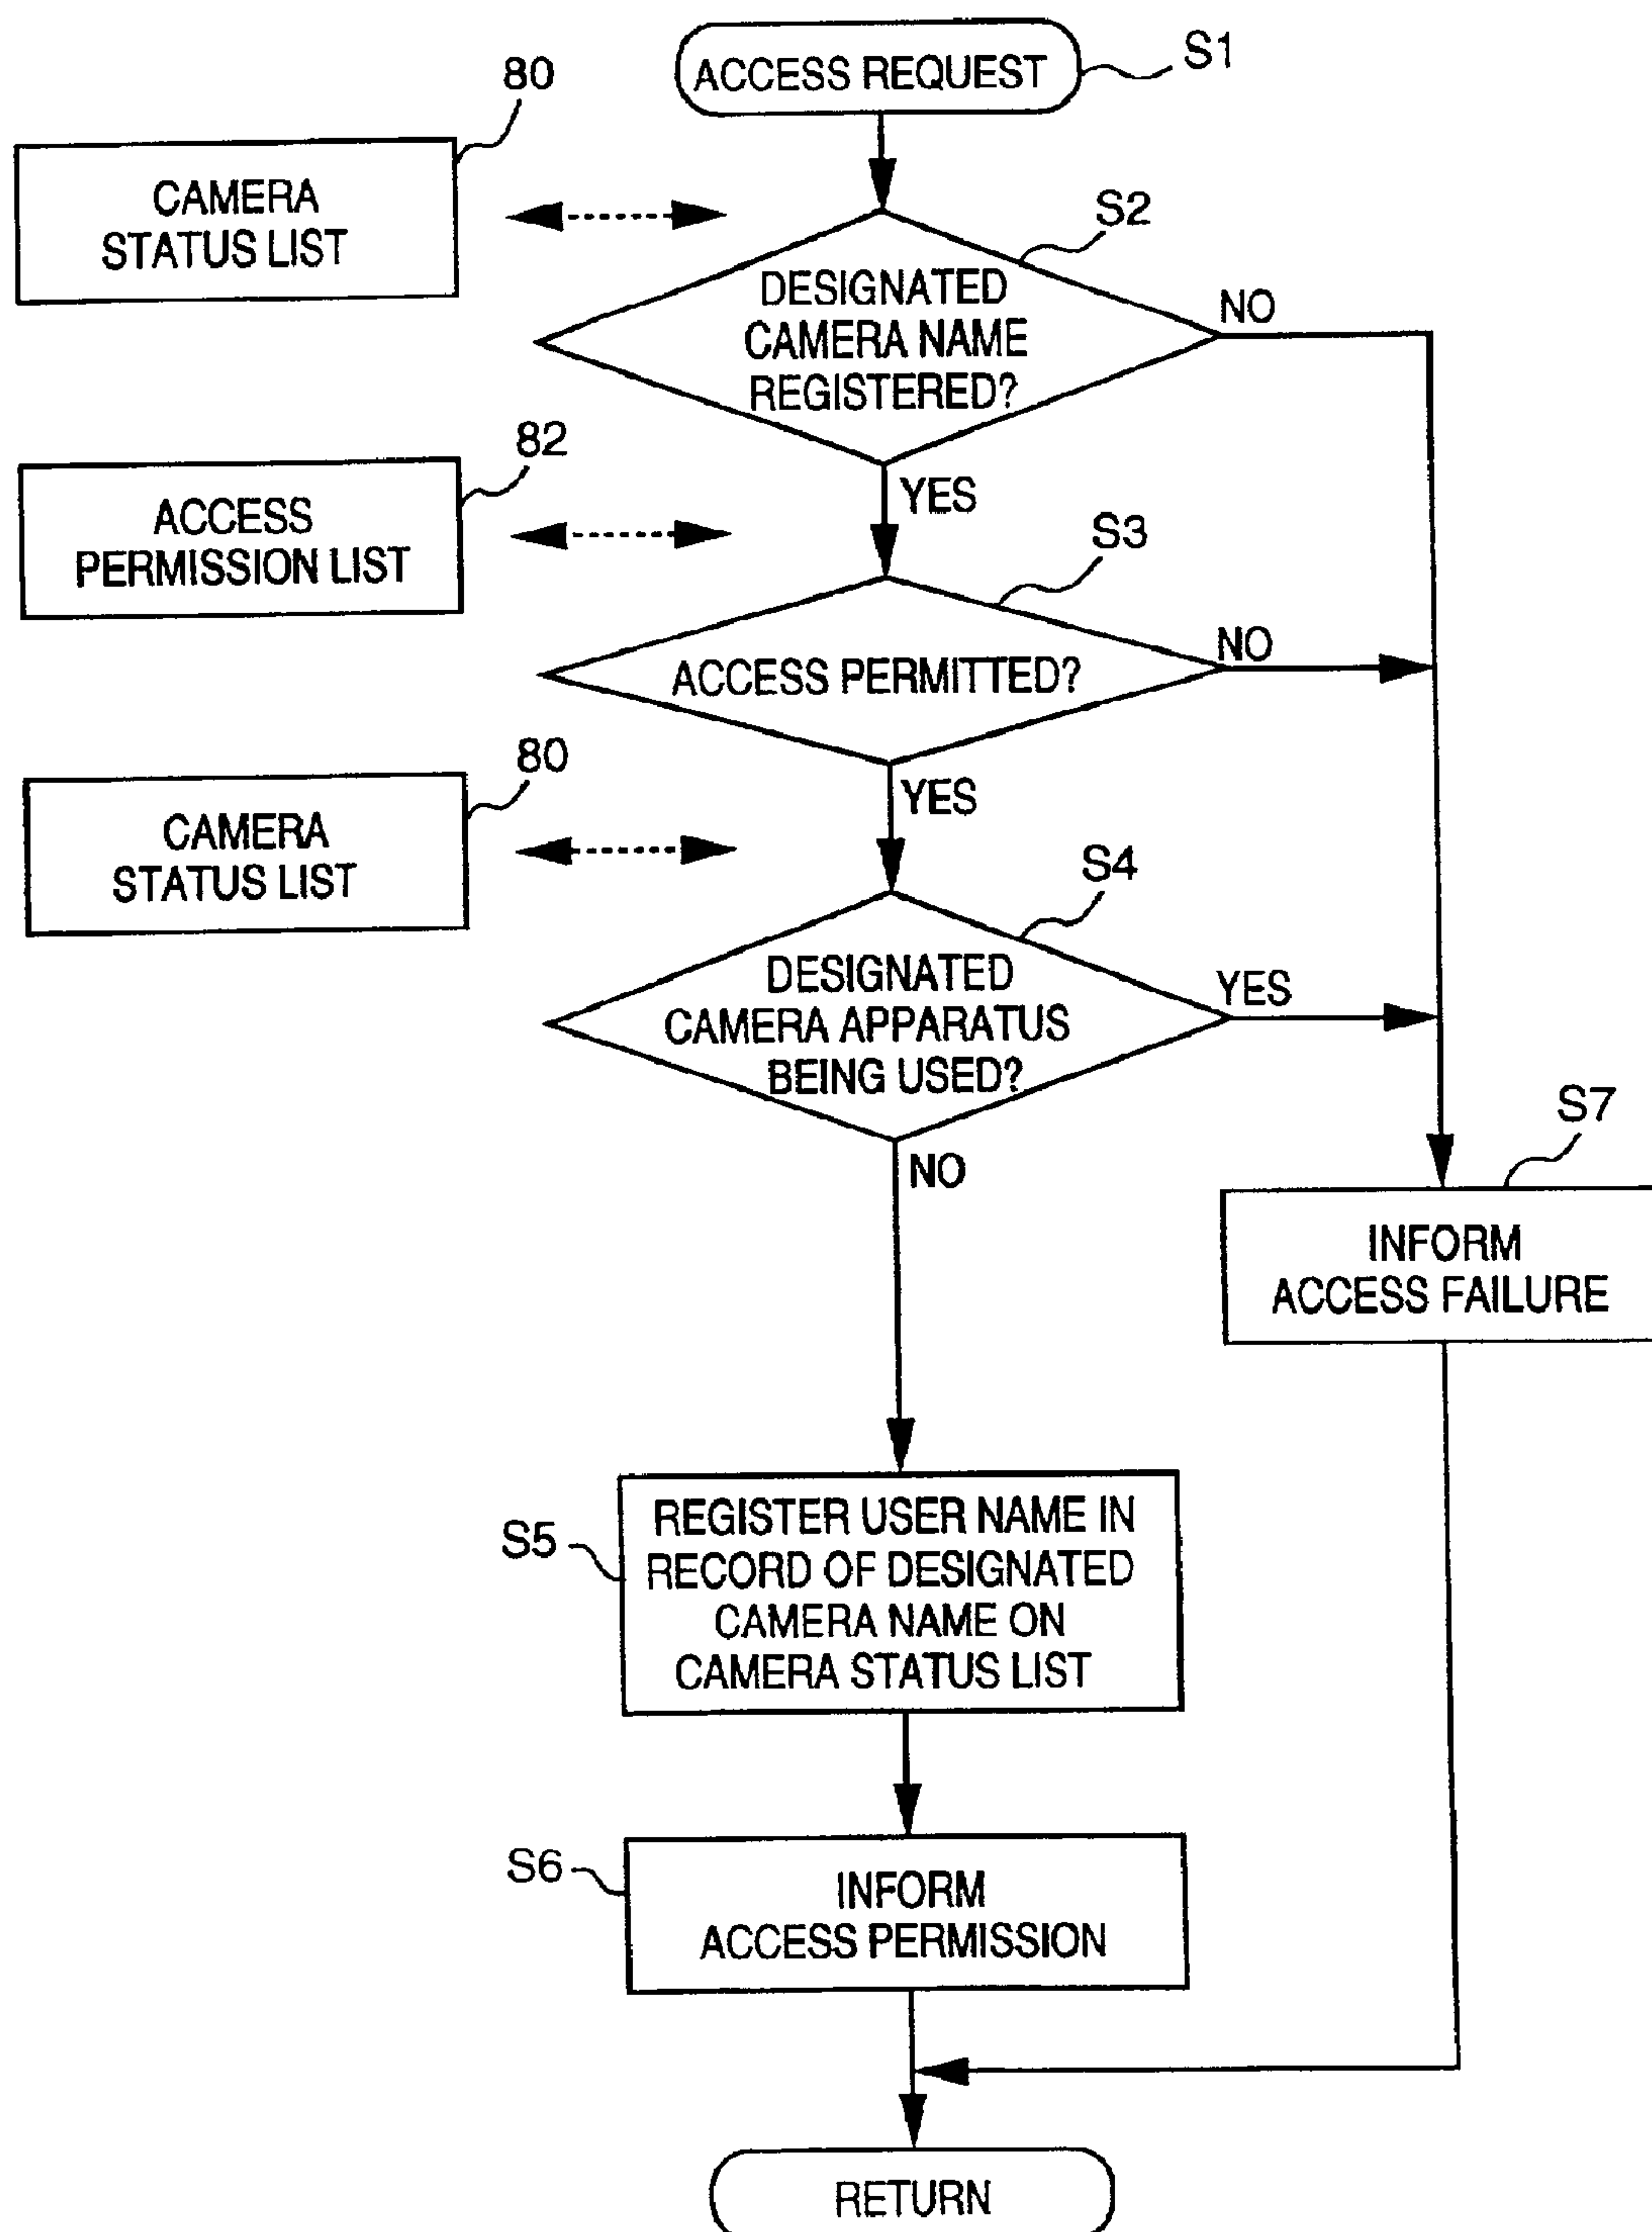 ACCESS REQUEST
S1
80
CAMERA
STATUS LIST
S2
DESIGNATED
CAMERA NAME
REGISTERED?
NO
YES
82
ACCESS
PERMISSION LIST
S3
ACCESS PERMITTED?
NO
YES
80
CAMERA
STATUS LIST
S4
DESIGNATED
CAMERA APPARATUS
BEING USED?
YES
NO
S7
INFORM
ACCESS FAILURE
S5
REGISTER USER NAME IN
RECORD OF DESIGNATED
CAMERA NAME ON
CAMERA STATUS LIST
S6
INFORM
ACCESS PERMISSION
RETURN